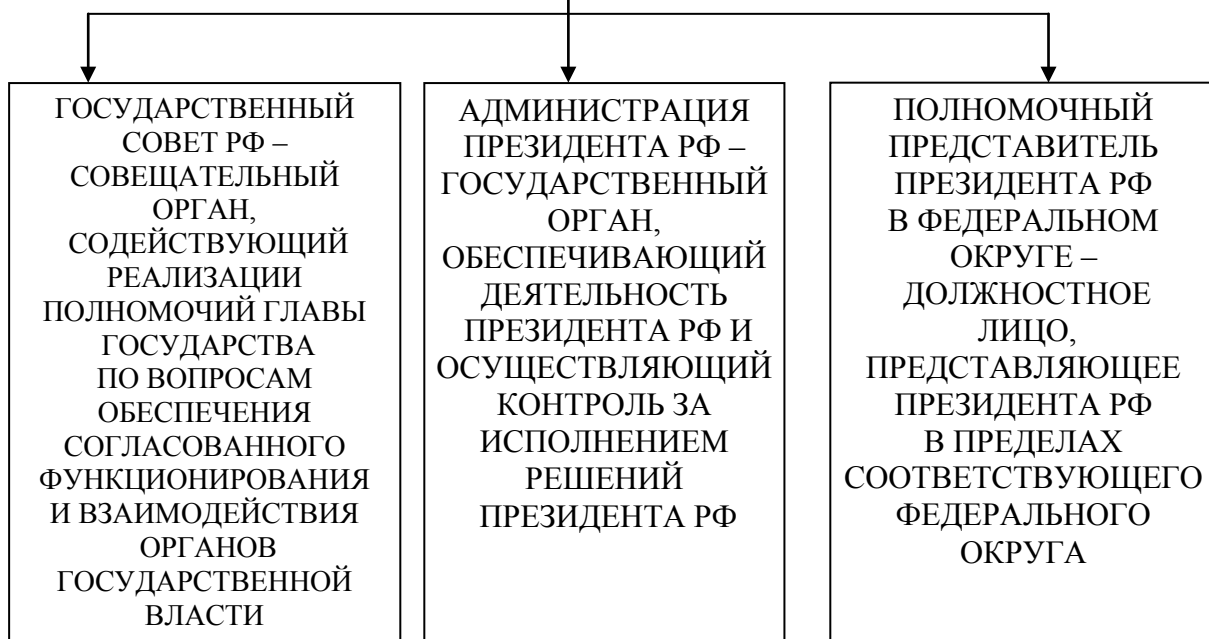 ГОСУДАРСТВЕННЫЙ
СОВЕТ РФ –
СОВЕЩАТЕЛЬНЫЙ
ОРГАН,
СОДЕЙСТВУЮЩИЙ
РЕАЛИЗАЦИИ
ПОЛНОМОЧИЙ ГЛАВЫ
ГОСУДАРСТВА
ПО ВОПРОСАМ
ОБЕСПЕЧЕНИЯ
СОГЛАСОВАННОГО
ФУНКЦИОНИРОВАНИЯ
И ВЗАИМОДЕЙСТВИЯ
ОРГАНОВ
ГОСУДАРСТВЕННОЙ
ВЛАСТИ
АДМИНИСТРАЦИЯ
ПРЕЗИДЕНТА РФ –
ГОСУДАРСТВЕННЫЙ
ОРГАН,
ОБЕСПЕЧИВАЮЩИЙ
ДЕЯТЕЛЬНОСТЬ
ПРЕЗИДЕНТА РФ И
ОСУЩЕСТВЛЯЮЩИЙ
КОНТРОЛЬ ЗА
ИСПОЛНЕНИЕМ
РЕШЕНИЙ
ПРЕЗИДЕНТА РФ
ПОЛНОМОЧНЫЙ
ПРЕДСТАВИТЕЛЬ
ПРЕЗИДЕНТА РФ
В ФЕДЕРАЛЬНОМ
ОКРУГЕ –
ДОЛЖНОСТНОЕ
ЛИЦО,
ПРЕДСТАВЛЯЮЩЕЕ
ПРЕЗИДЕНТА РФ
В ПРЕДЕЛАХ
СООТВЕТСТВУЮЩЕГО
ФЕДЕРАЛЬНОГО
ОКРУГА